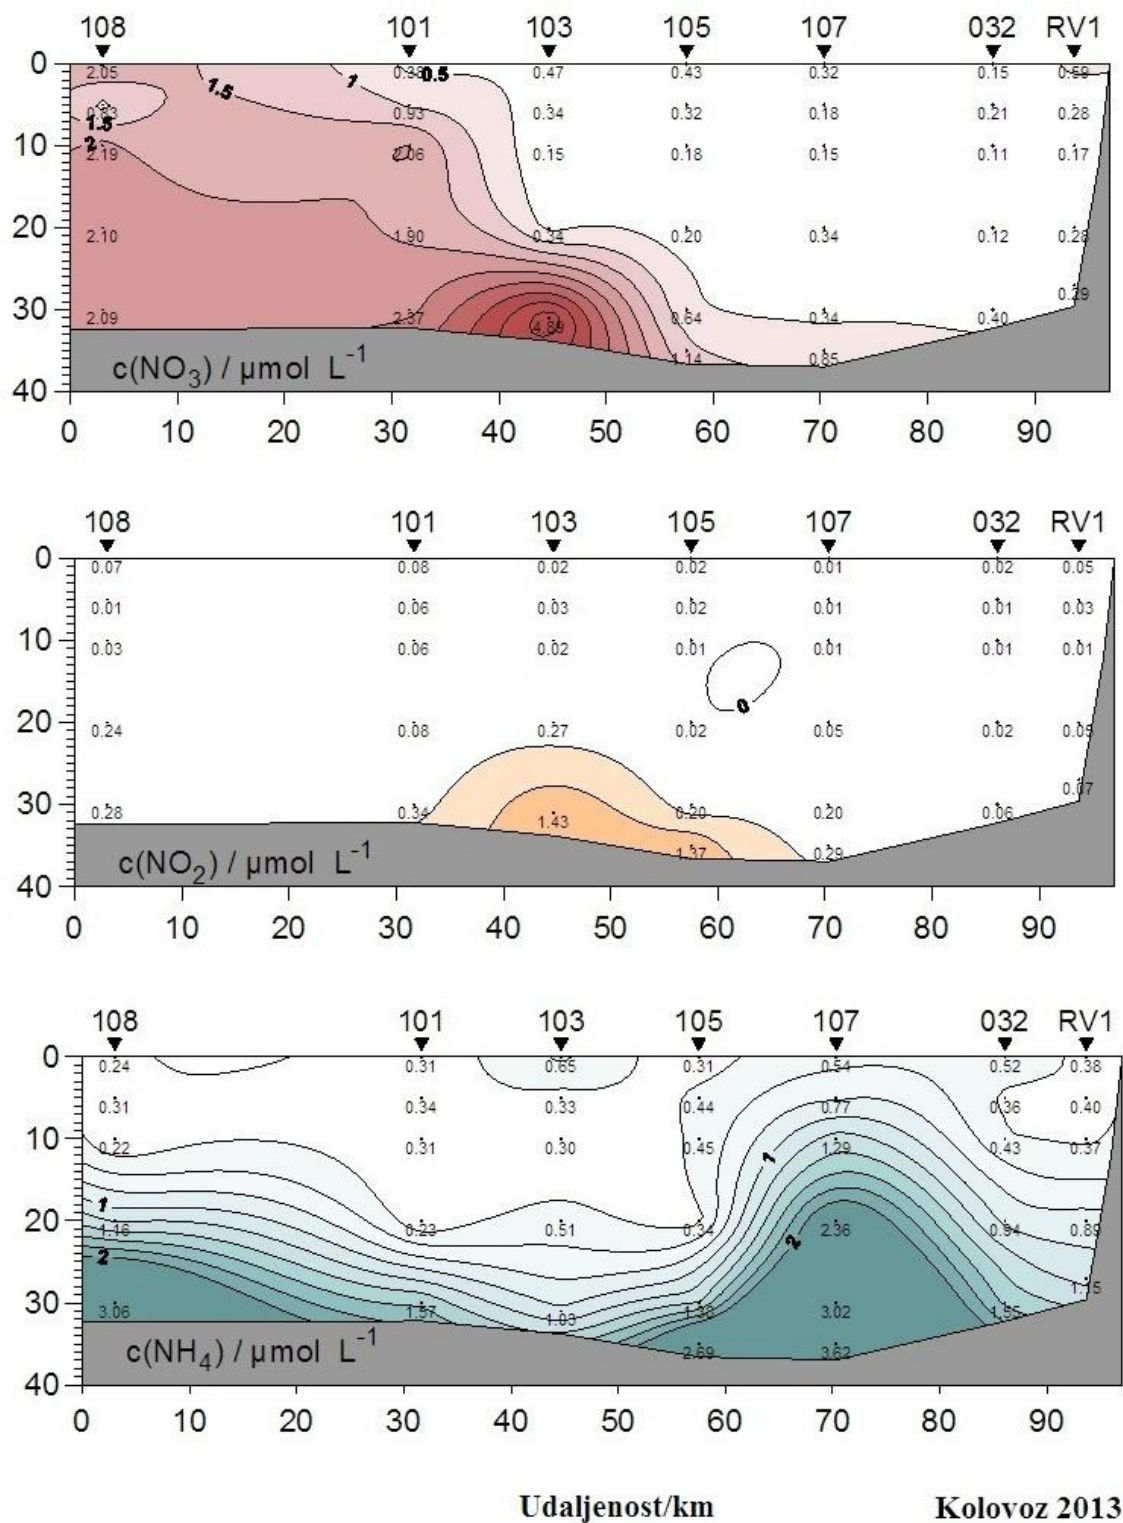 108 101 103 105 107 032 RV1
0 2.05 0.38 0.5 0.47 0.43 0.32 0.15 0.59
1.5 1
0.83 0.93 0.34 0.32 0.18 0.21 0.28
1.5
2
10 2.19 2.06 0.15 0.18 0.15 0.11 0.17
20 2.10 1.90 0.34 0.20 0.34 0.12 0.28
0.29
30 2.09 2.37 4.89 0.64 0.34 0.40
1.14 0.85
c(NO3) / µmol L-1
40
0 10 20 30 40 50 60 70 80 90
108 101 103 105 107 032 RV1
0 0.07 0.08 0.02 0.02 0.01 0.02 0.05
0.01 0.06 0.03 0.02 0.01 0.01 0.03
10 0.03 0.06 0.02 0.01 0.01 0.01 0.01
0
20 0.24 0.08 0.27 0.02 0.05 0.02 0.05
0.07
30 0.28 0.34 1.43 0.20 0.20 0.06
1.37 0.29
c(NO2) / µmol L-1
40
0 10 20 30 40 50 60 70 80 90
108 101 103 105 107 032 RV1
0 0.24 0.31 0.65 0.31 0.54 0.52 0.38
0.31 0.34 0.33 0.44 0.77 0.36 0.40
10 0.22 0.31 0.30 0.45 1.29 0.43 0.37
1
1
20 1.16 0.23 0.51 0.34 2.36 0.94 0.89
2
2
1.15
30 3.06 1.57 1.03 1.38 3.02 1.55
2.69 3.62
c(NH4) / µmol L-1
40
0 10 20 30 40 50 60 70 80 90
Udaljenost/km Kolovoz 2013